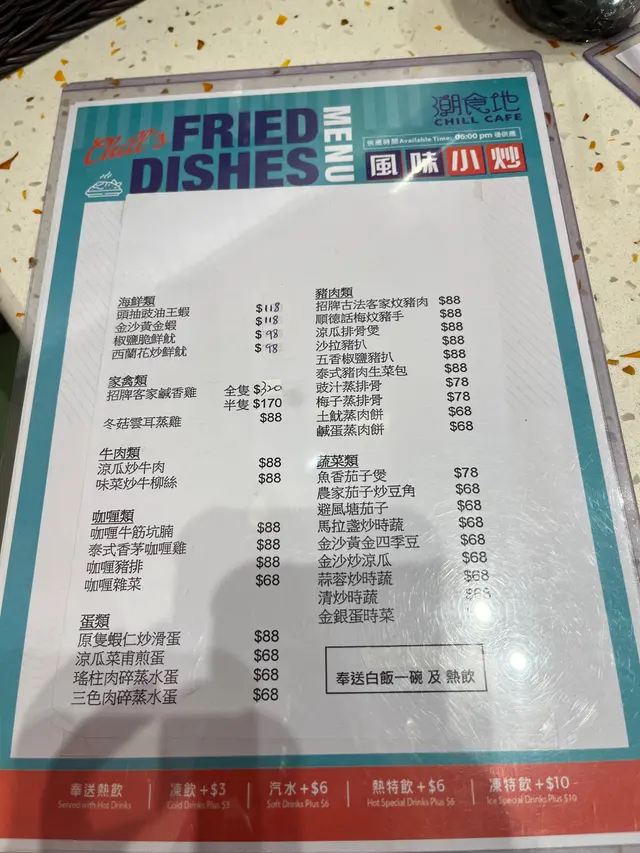 潮食地
CHILL CAFE
Chill's
FRIED
DISHES
MENU
供應時間 Available Time: 06:00 pm 後供應
風味小炒
海鮮類
頭抽豉油王蝦 $118
金沙黃金蝦 $118
椒鹽脆鮮魷 $98
西蘭花炒鮮魷 $98
家禽類
招牌客家鹹香雞 全隻 $320
半隻 $170
冬菇雲耳蒸雞 $88
牛肉類
涼瓜炒牛肉 $88
味菜炒牛柳絲 $88
咖喱類
咖喱牛筋坑腩 $88
泰式香茅咖喱雞 $88
咖喱豬排 $88
咖喱雜菜 $68
蛋類
原隻蝦仁炒滑蛋 $88
涼瓜菜甫煎蛋 $68
瑤柱肉碎蒸水蛋 $68
三色肉碎蒸水蛋 $68
豬肉類
招牌古法客家炆豬肉 $88
順德話梅炆豬手 $88
涼瓜排骨煲 $88
沙拉豬扒 $88
五香椒鹽豬扒 $88
泰式豬肉生菜包 $88
豉汁蒸排骨 $78
梅子蒸排骨 $78
土魷蒸肉餅 $68
鹹蛋蒸肉餅 $68
蔬菜類
魚香茄子煲 $78
農家茄子炒豆角 $68
避風塘茄子 $68
馬拉盞炒時蔬 $68
金沙黃金四季豆 $68
金沙炒涼瓜 $68
蒜蓉炒時蔬 $68
清炒時蔬 $68
金銀蛋時菜
奉送白飯一碗 及 熱飲
奉送熱飲 凍飲 +$3 汽水 +$6 熱特飲 +$6 凍特飲 +$10
Served with Hot Drinks Cold Drinks Plus $3 Soft Drinks Plus $6 Hot Special Drinks Plus $6 Ice Special Drinks Plus $10